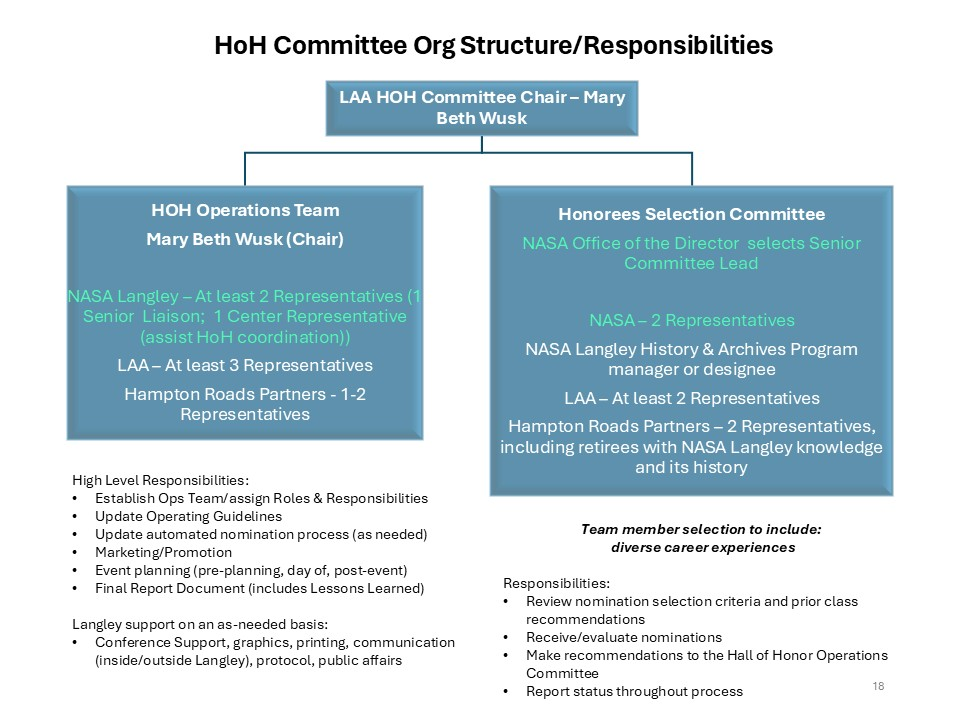 HoH Committee Org Structure/Responsibilities
LAA HOH Committee Chair – Mary
Beth Wusk
HOH Operations Team
Mary Beth Wusk (Chair)
NASA Langley – At least 2 Representatives (1
Senior Liaison; 1 Center Representative
(assist HoH coordination))
LAA – At least 3 Representatives
Hampton Roads Partners - 1-2
Representatives
Honorees Selection Committee
NASA Office of the Director selects Senior
Committee Lead
NASA – 2 Representatives
NASA Langley History & Archives Program
manager or designee
LAA – At least 2 Representatives
Hampton Roads Partners – 2 Representatives,
including retirees with NASA Langley knowledge
and its history
High Level Responsibilities:
• Establish Ops Team/assign Roles & Responsibilities
• Update Operating Guidelines
• Update automated nomination process (as needed)
• Marketing/Promotion
• Event planning (pre-planning, day of, post-event)
• Final Report Document (includes Lessons Learned)
Langley support on an as-needed basis:
• Conference Support, graphics, printing, communication
(inside/outside Langley), protocol, public affairs
Team member selection to include:
diverse career experiences
Responsibilities:
• Review nomination selection criteria and prior class
recommendations
• Receive/evaluate nominations
• Make recommendations to the Hall of Honor Operations
Committee
• Report status throughout process
18